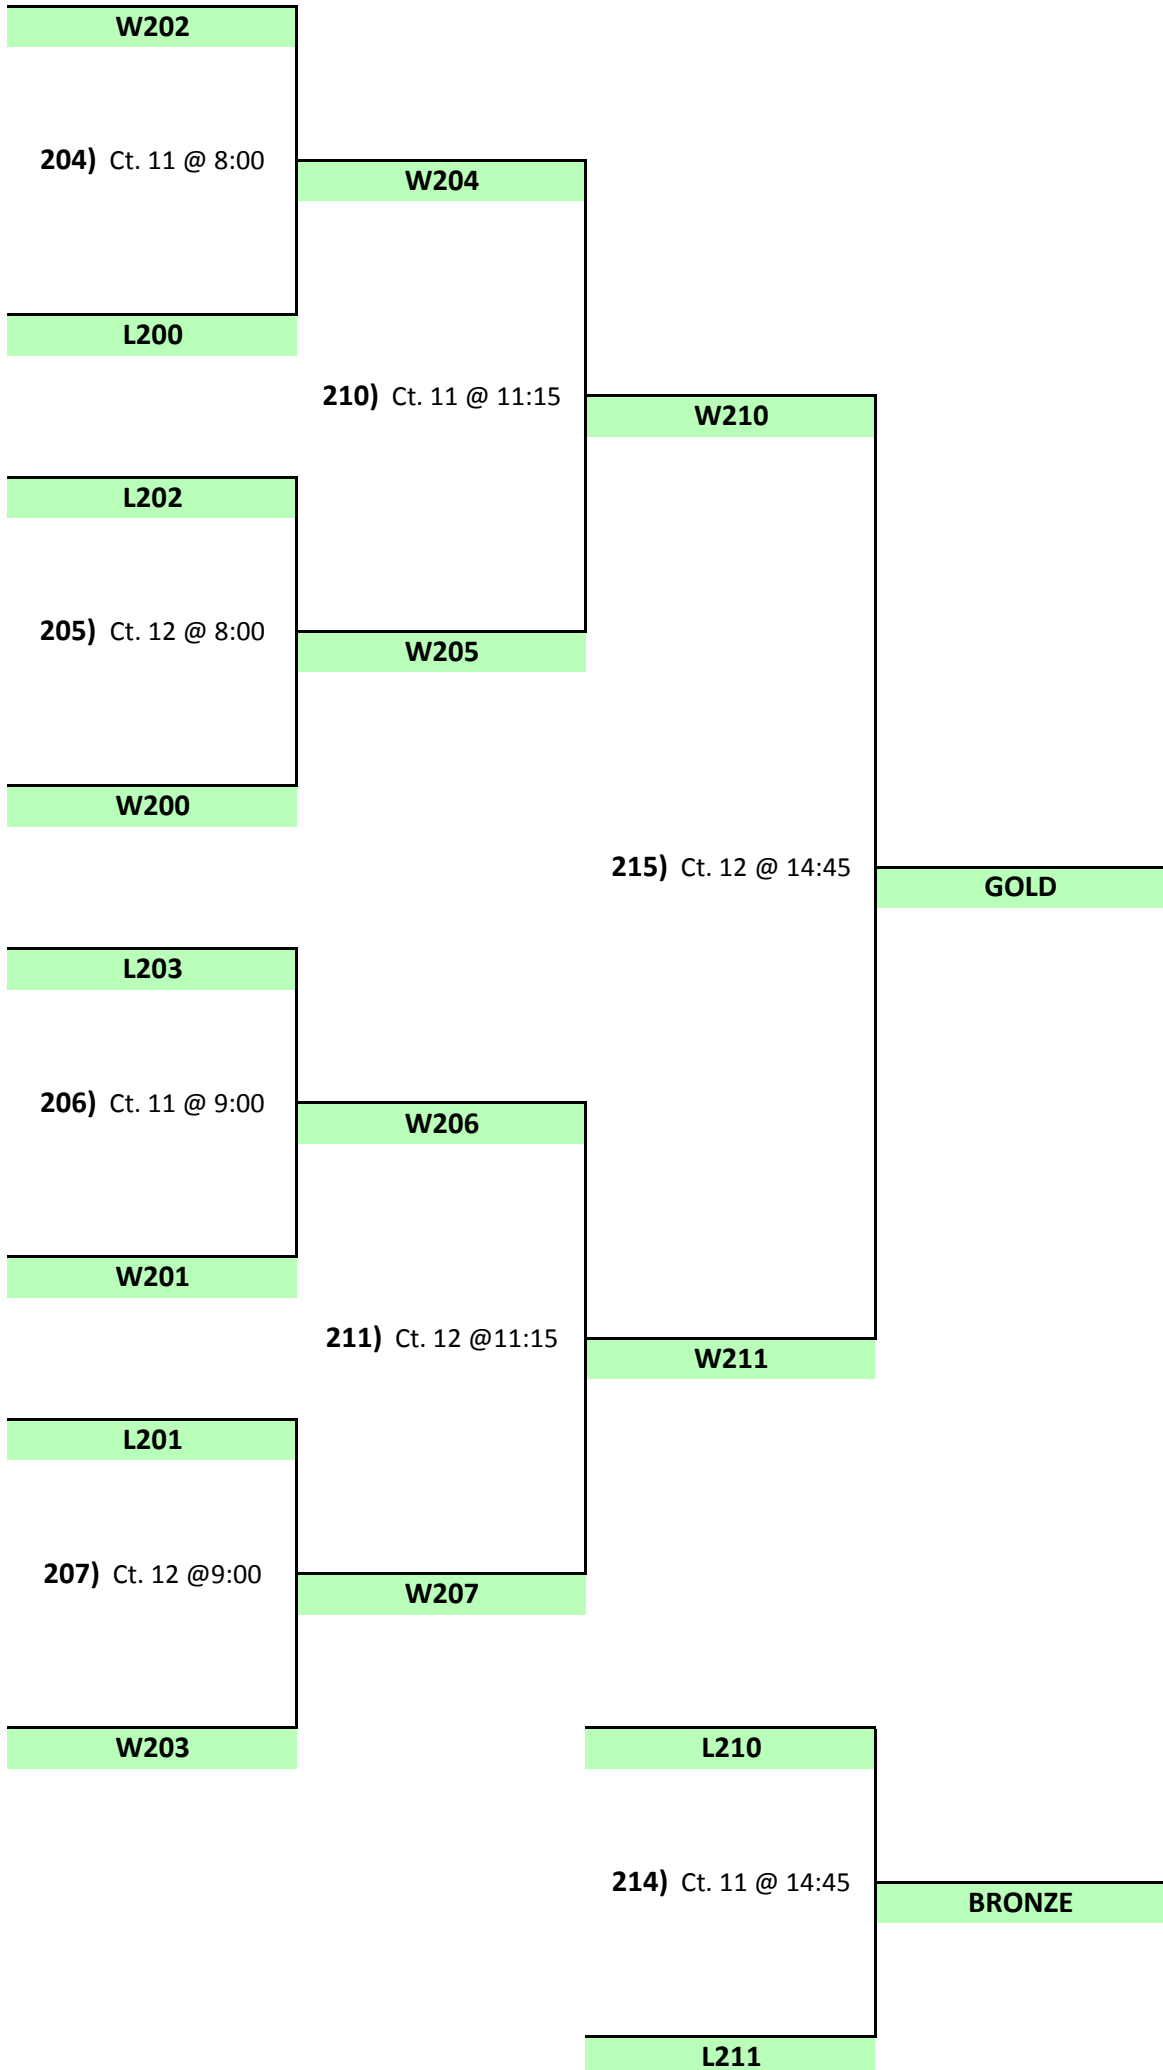 W202
204) Ct. 11 @ 8:00
W204
L200
210) Ct. 11 @ 11:15
W210
L202
205) Ct. 12 @ 8:00
W205
W200
215) Ct. 12 @ 14:45
GOLD
L203
206) Ct. 11 @ 9:00
W206
W201
211) Ct. 12 @11:15
W211
L201
207) Ct. 12 @9:00
W207
W203
L210
214) Ct. 11 @ 14:45
BRONZE
L211